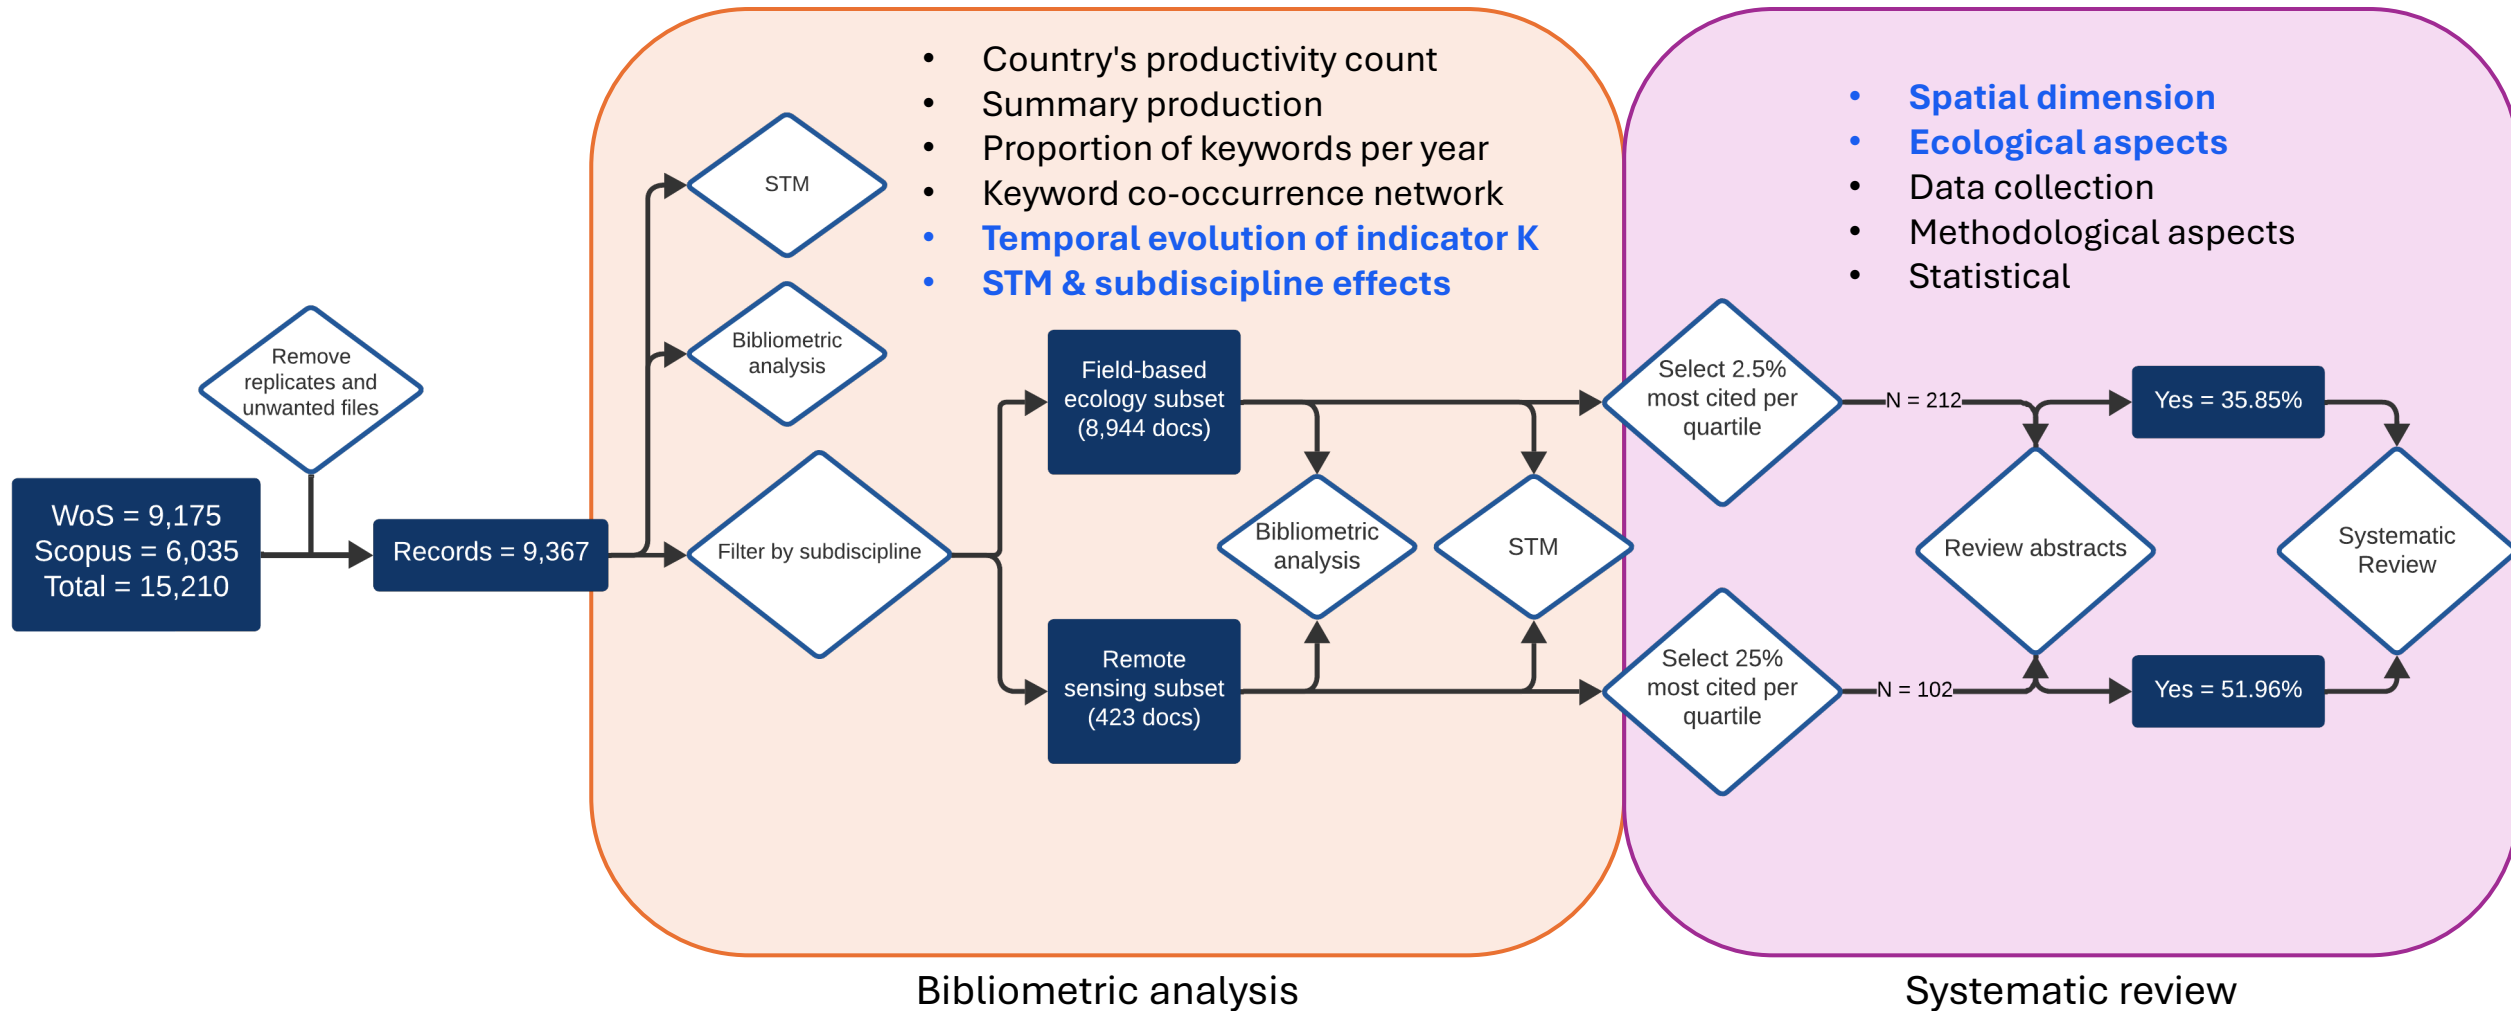 WoS = 9,175
Scopus = 6,035
Total = 15,210
Remove
replicates and
unwanted files
Records = 9,367
STM
Bibliometric
analysis
Filter by subdiscipline
• Country's productivity count
• Summary production
• Proportion of keywords per year
• Keyword co-occurrence network
• Temporal evolution of indicator K
• STM & subdiscipline effects
Field-based
ecology subset
(8,944 docs)
Remote
sensing subset
(423 docs)
Bibliometric
analysis
STM
Bibliometric analysis
• Spatial dimension
• Ecological aspects
• Data collection
• Methodological aspects
• Statistical
Select 2.5%
most cited per
quartile
N = 212
Select 25%
most cited per
quartile
N = 102
Review abstracts
Yes = 35.85%
Yes = 51.96%
Systematic
Review
Systematic review